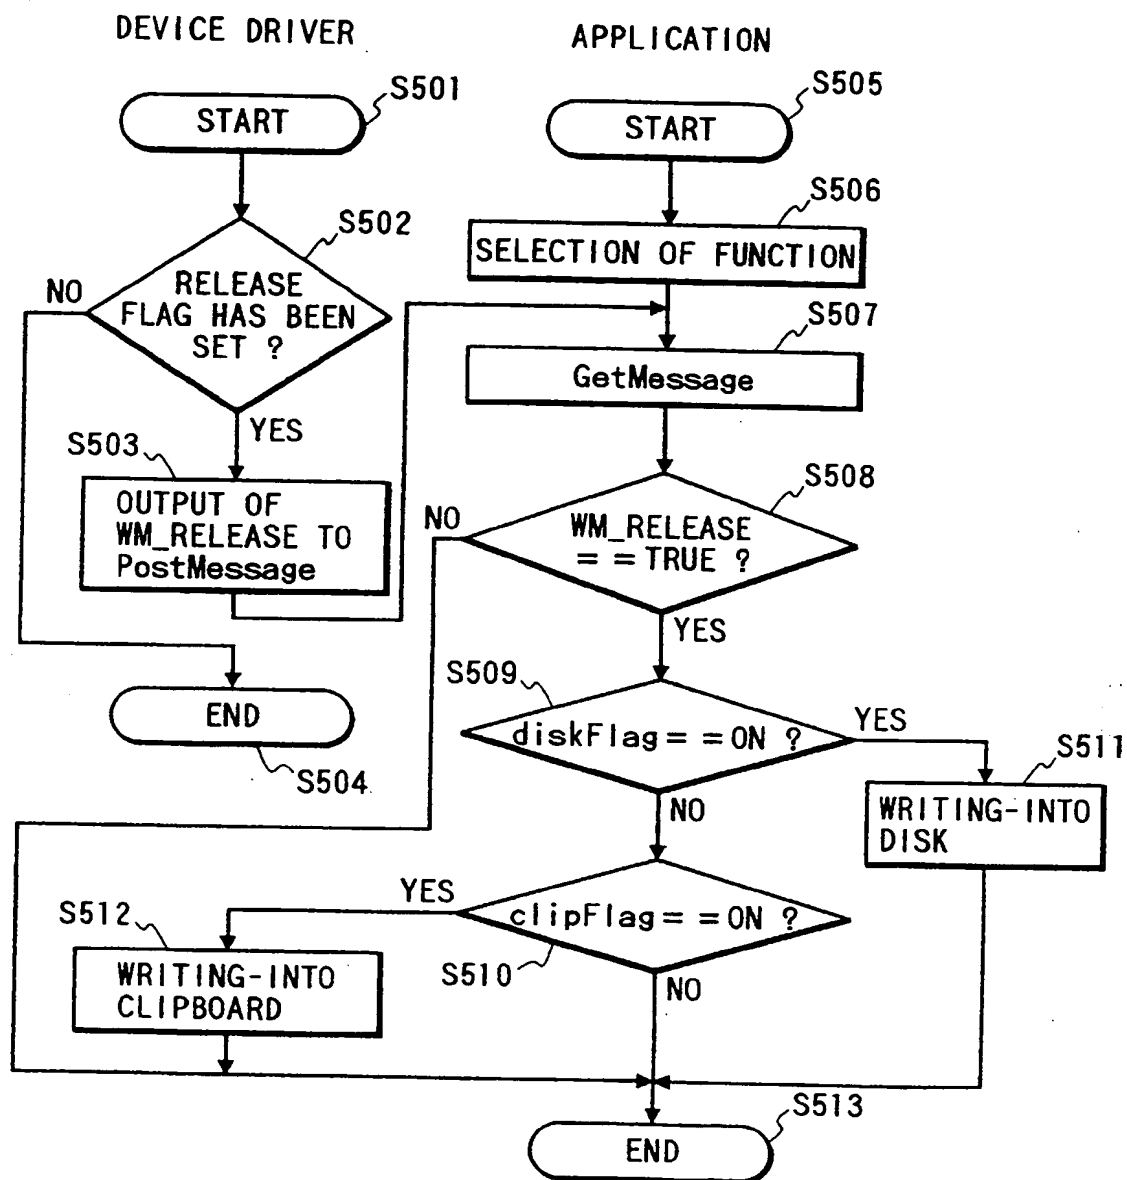 DEVICE DRIVER
APPLICATION
S501
START
S502
RELEASE
FLAG HAS BEEN
SET ?
NO
YES
S503
OUTPUT OF
WM_RELEASE TO
PostMessage
END
S504
S505
START
S506
SELECTION OF FUNCTION
S507
GetMessage
S508
WM_RELEASE
==TRUE ?
NO
YES
S509
diskFlag==ON ?
YES
NO
S511
WRITING-INTO
DISK
clipFlag==ON ?
S510
YES
NO
S512
WRITING-INTO
CLIPBOARD
S513
END